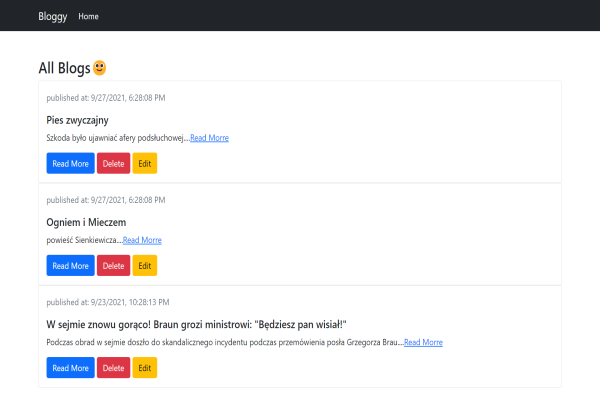 Bloggy Home
All Blogs
published at: 9/27/2021, 6:28:08 PM
Pies zwyczajny
Szkoda było ujawniać afery podsłuchowej....Read Morre
Read More Delete Edit
published at: 9/27/2021, 6:28:08 PM
Ogniem i Mieczem
powieść Sienkiewicza....Read Morre
Read More Delete Edit
published at: 9/23/2021, 10:28:13 PM
W sejmie znowu gorąco! Braun grozi ministrowi: "Będziesz pan wisiał!"
Podczas obrad w sejmie doszło do skandalicznego incydentu podczas przemówienia posła Grzegorza Brau....Read Morre
Read More Delete Edit